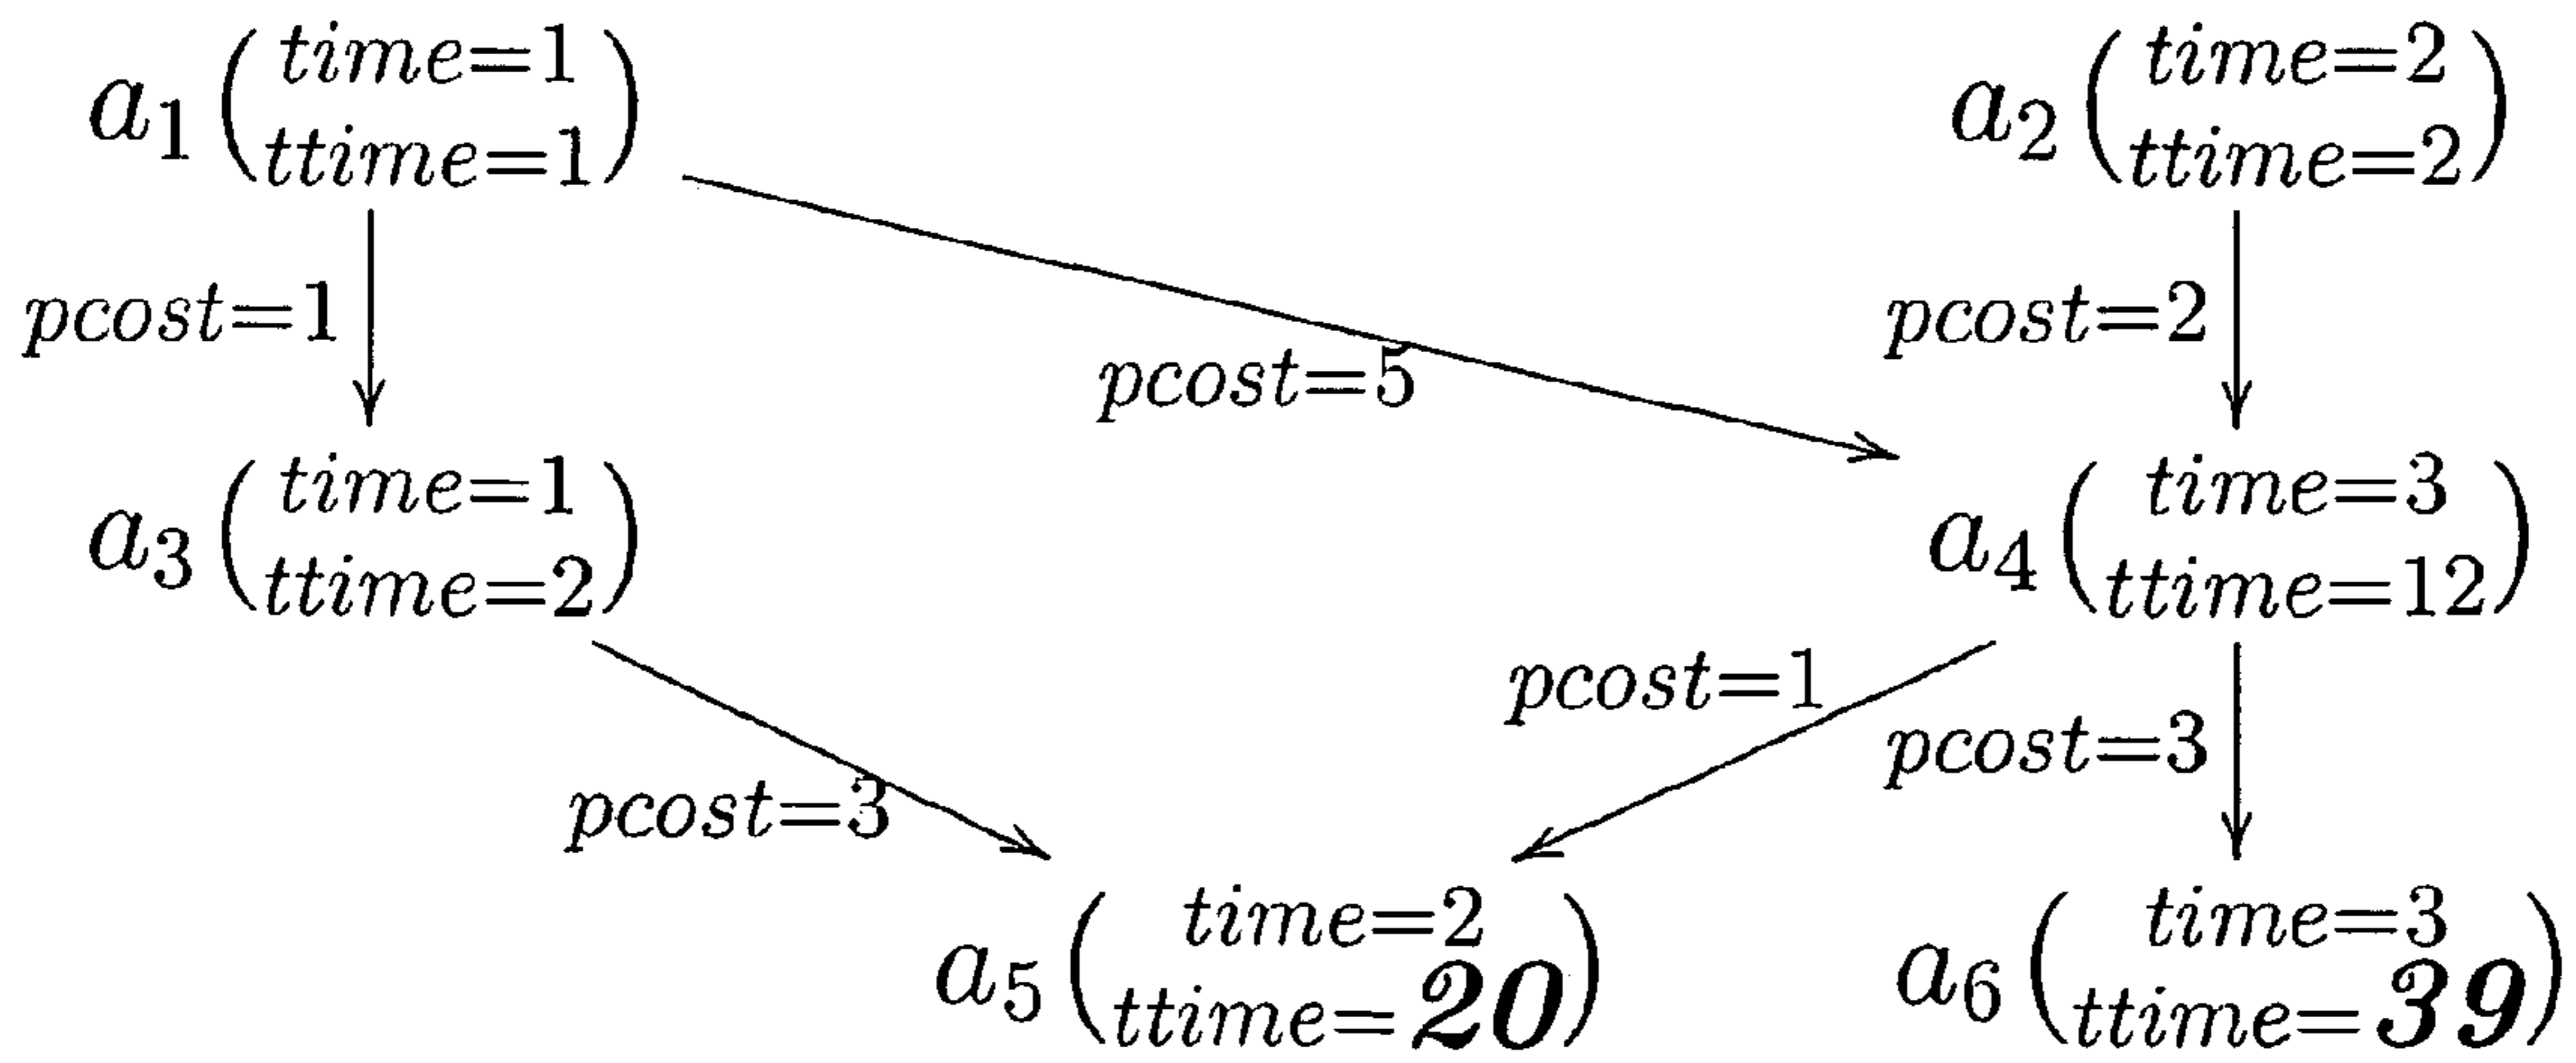 a₁ (time=1
ttime=1)
a₂ (time=2
ttime=2)
pcost=1
pcost=5
pcost=2
a₃ (time=1
ttime=2)
a₄ (time=3
ttime=12)
pcost=3
pcost=1
pcost=3
a₅ (time=2
ttime=20)
a₆ (time=3
ttime=39)